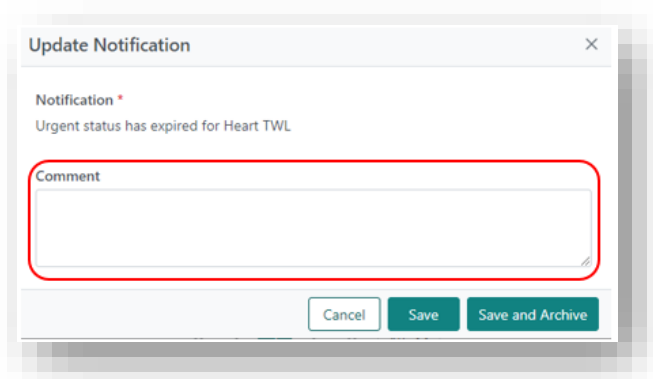 Update Notification
Notification *
Urgent status has expired for Heart TWL
Comment
Cancel Save Save and Archive